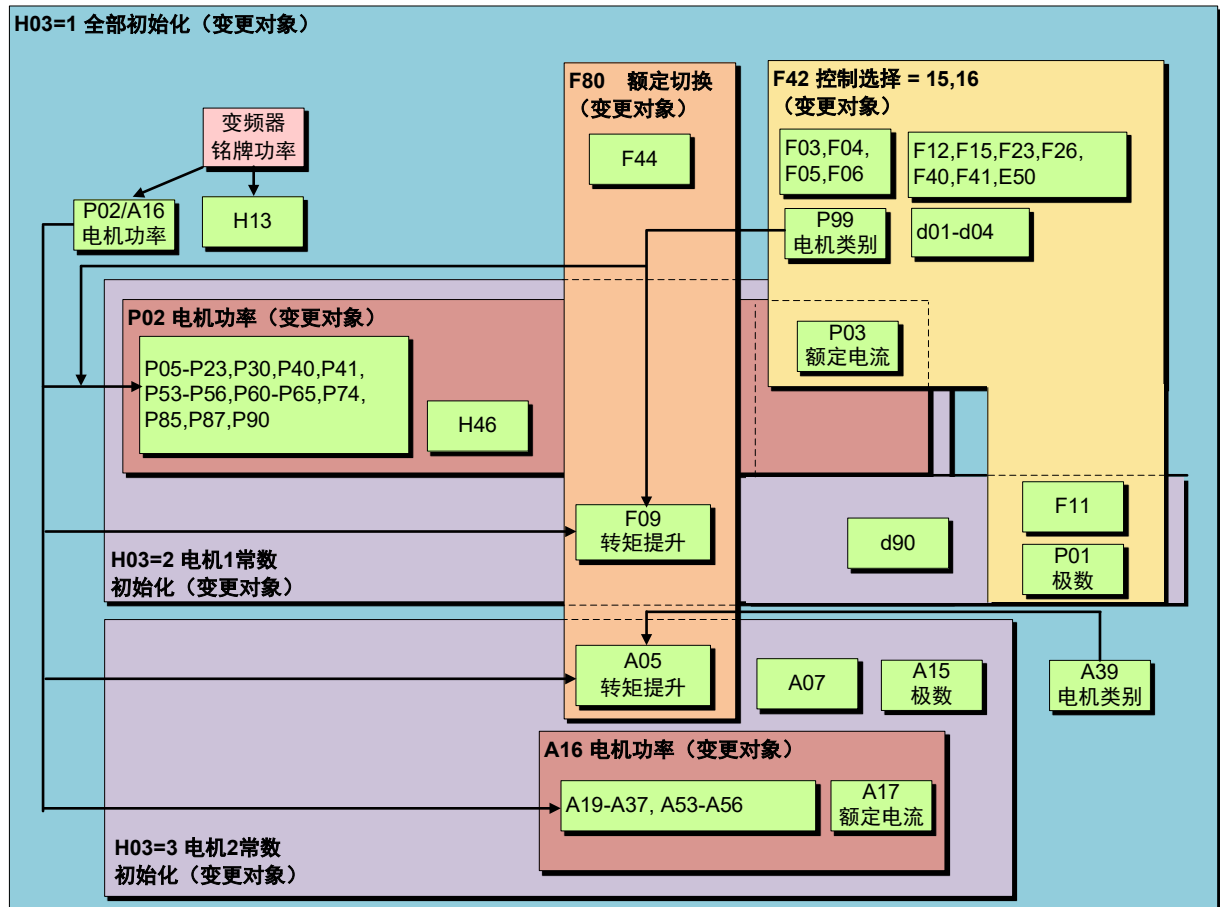 H03=1 全部初始化（变更对象）
F80 额定切换
（变更对象）
F42 控制选择 = 15,16
（变更对象）
变频器
铭牌功率
F44
F03,F04,
F05,F06
F12,F15,F23,F26,
F40,F41,E50
P02/A16
电机功率
H13
P99
电机类别
d01-d04
P02 电机功率（变更对象）
P03
额定电流
P05-P23,P30,P40,P41,
P53-P56,P60-P65,P74,
P85,P87,P90
H46
F11
F09
转矩提升
d90
H03=2 电机1常数
初始化（变更对象）
P01
极数
A05
转矩提升
A07
A15
极数
A39
电机类别
A16 电机功率（变更对象）
A19-A37, A53-A56
A17
额定电流
H03=3 电机2常数
初始化（变更对象）